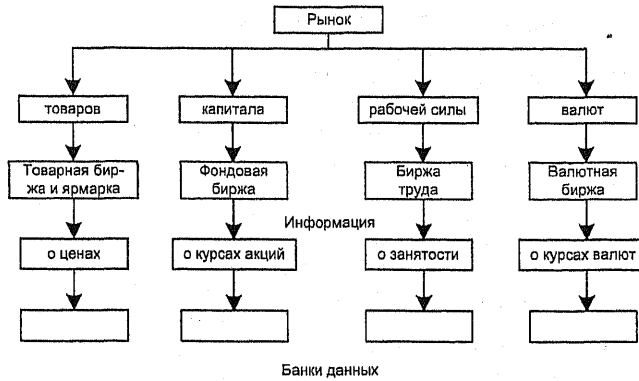 Рынок
товаров
капитала
рабочей силы
валют
Товарная бир-
жа и ярмарка
Фондовая
биржа
Биржа
труда
Валютная
биржа
Информация
о ценах
о курсах акций
о занятости
о курсах валют
Банки данных